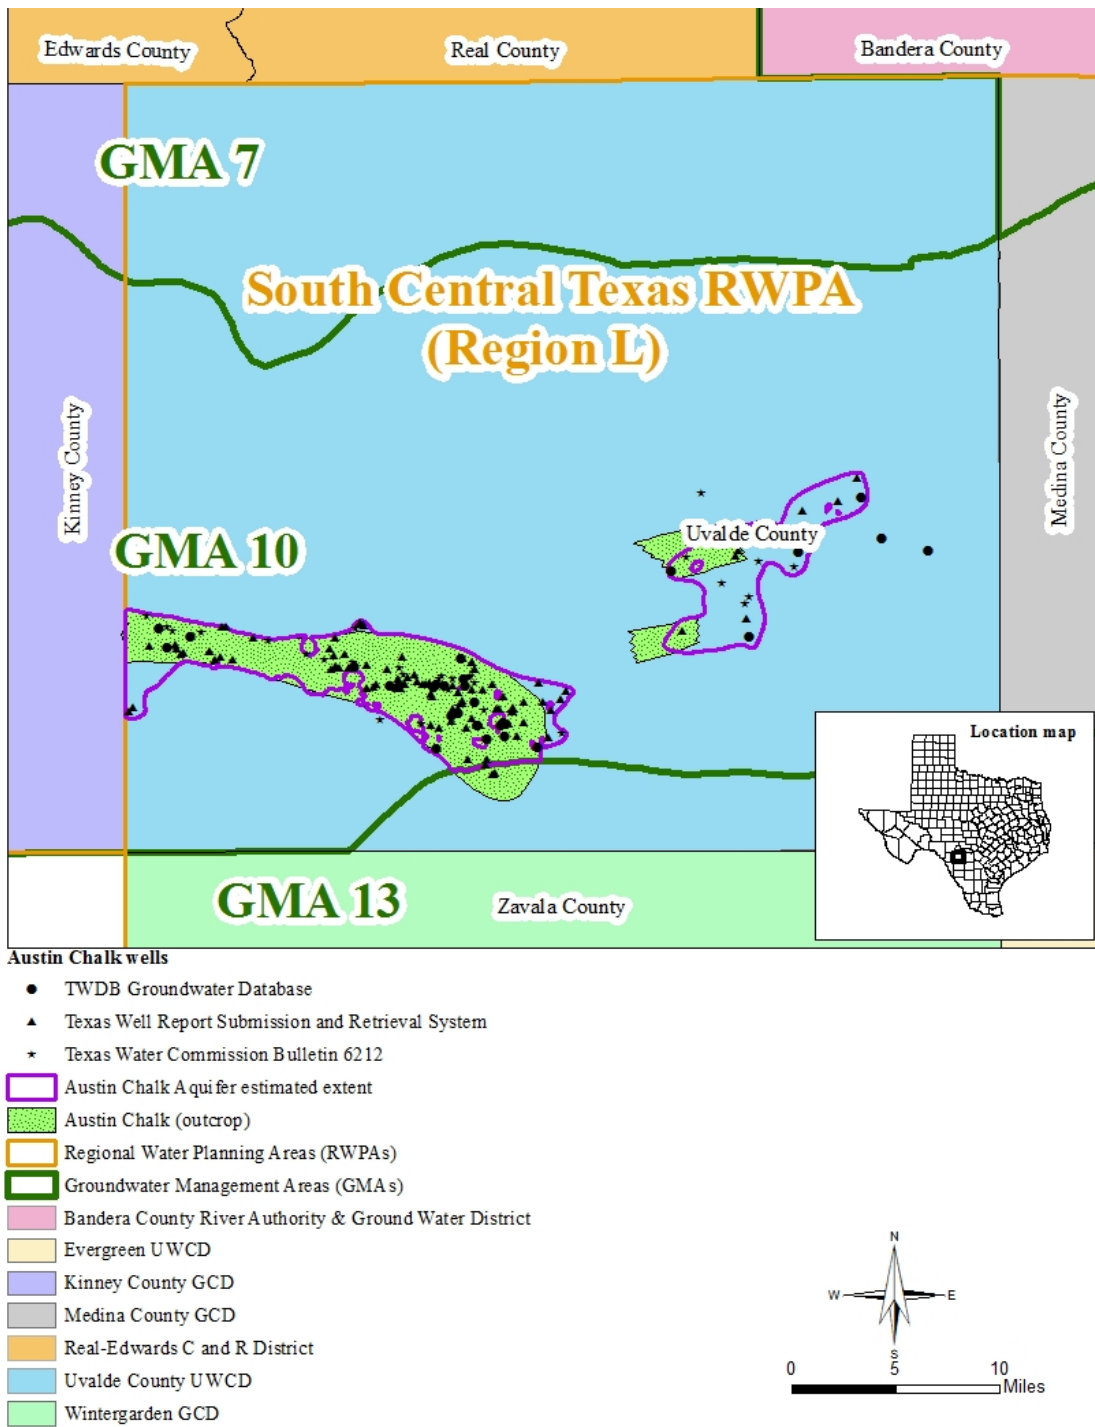 Edwards County
Real County
Bandera County
GMA 7
South Central Texas RWPA
(Region L)
Kinney County
Medina County
Uvalde County
GMA 10
Location map
GMA 13
Zavala County
Austin Chalk wells
TWDB Groundwater Database
Texas Well Report Submission and Retrieval System
Texas Water Commission Bulletin 6212
Austin Chalk Aquifer estimated extent
Austin Chalk (outcrop)
Regional Water Planning Areas (RWPAs)
Groundwater Management Areas (GMAs)
Bandera County River Authority & Ground Water District
Evergreen UWCD
Kinney County GCD
Medina County GCD
Real-Edwards C and R District
Uvalde County UWCD
Wintergarden GCD
N
W E
S
0 5 10
Miles